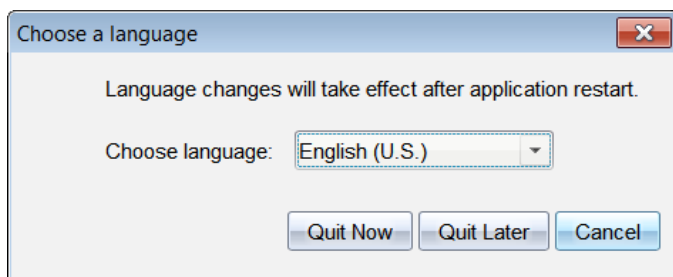 Choose a language
Language changes will take effect after application restart.
Choose language: English (U.S.)
Quit Now Quit Later Cancel